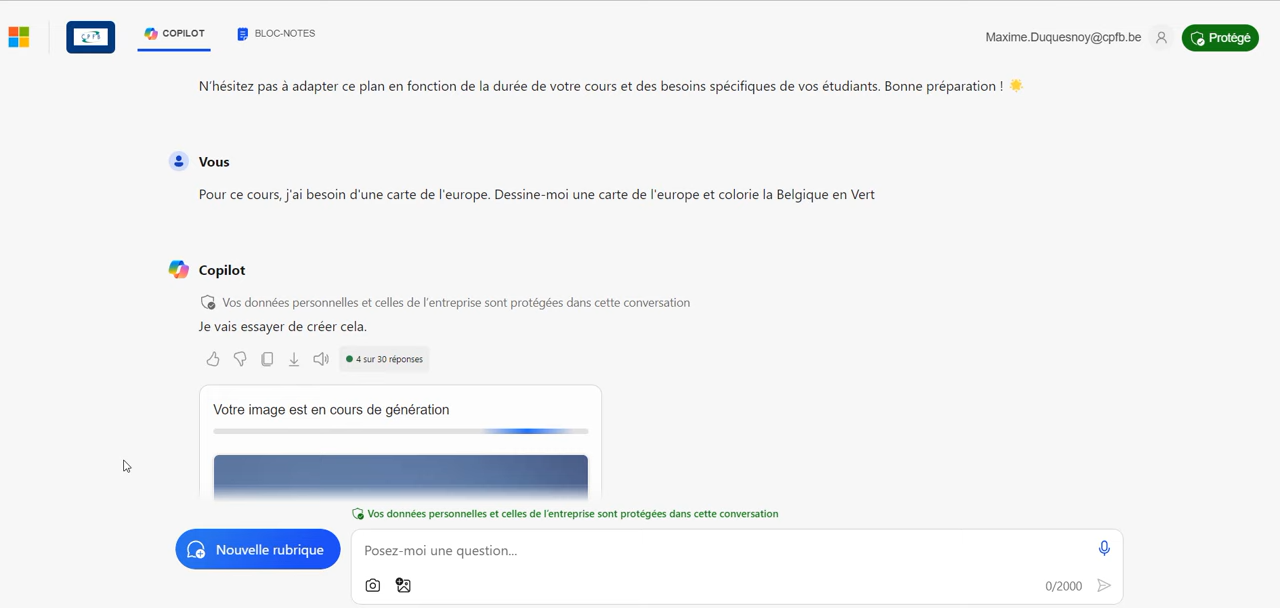 COPILOT
BLOC-NOTES
Maxime.Duquesnoy@cpfb.be
Protégé
N'hésitez pas à adapter ce plan en fonction de la durée de votre cours et des besoins spécifiques de vos étudiants. Bonne préparation ! 🌟
Vous
Pour ce cours, j'ai besoin d'une carte de l'europe. Dessine-moi une carte de l'europe et colorie la Belgique en Vert
Copilot
Vos données personnelles et celles de l'entreprise sont protégées dans cette conversation
Je vais essayer de créer cela.
4 sur 30 réponses
Votre image est en cours de génération
Vos données personnelles et celles de l'entreprise sont protégées dans cette conversation
Nouvelle rubrique
Posez-moi une question...
0/2000